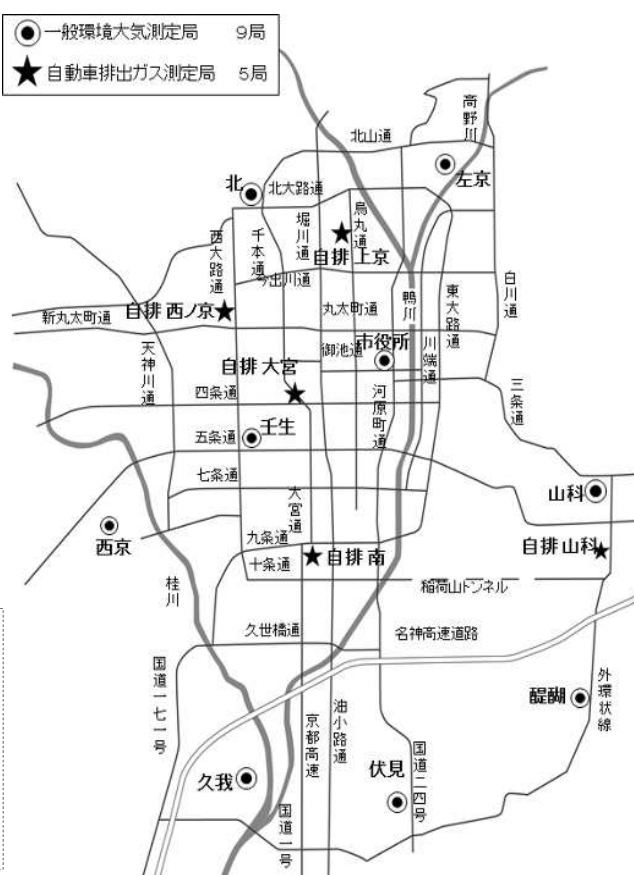 一般環境大気測定局 9局
自動車排出ガス測定局 5局
高野川
北山通
左京
北
北大路通
烏丸通
堀川通
千本通
西大路通
自排 上京
今出川通
白川通
東大路通
鴨川
自排 西ノ京
新丸太町通
丸太町通
天神川通
御池通
市役所
川端通
自排 大宮
三条通
四条通
河原町通
五条通
壬生
七条通
山科
大宮通
西京
九条通
自排 南
自排 山科
十条通
桂川
稲荷山トンネル
久世橋通
名神高速道路
国道一七一号
醍醐
外環状線
油小路通
京都高速
国道二四号
伏見
久我
国道一号